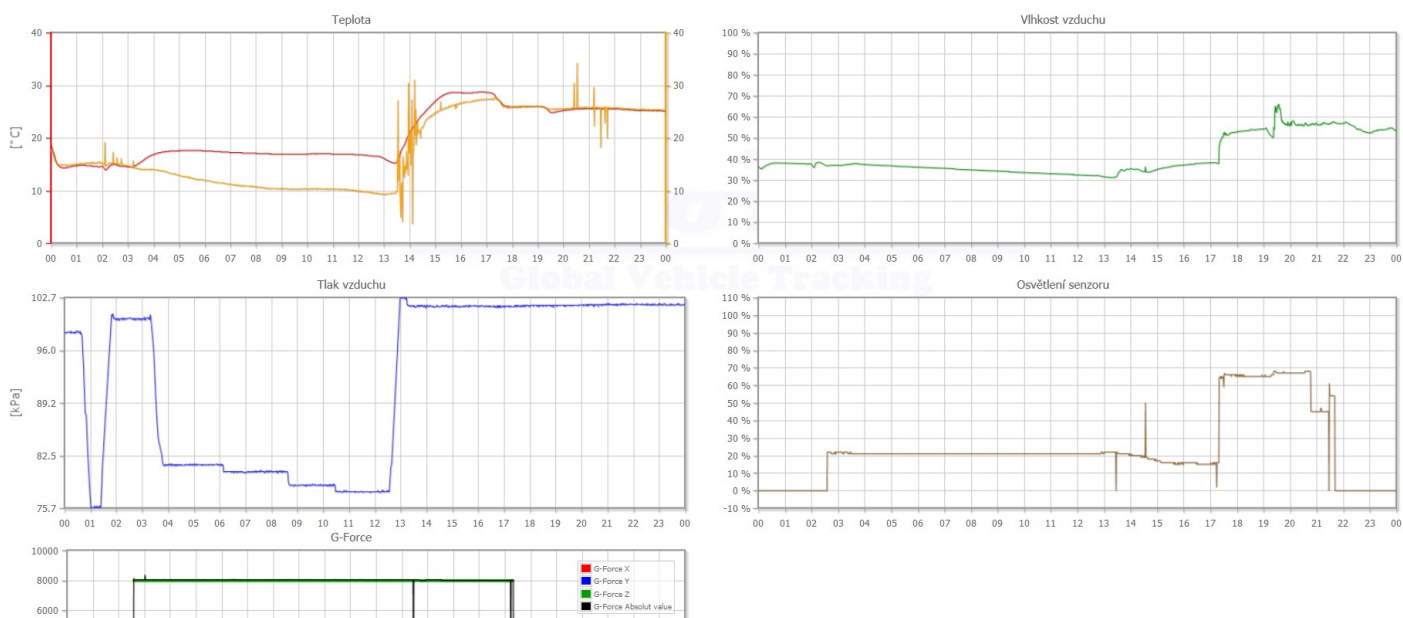 Teplota
40
30
20
10
0
[°C]
40
30
20
10
0
00 01 02 03 04 05 06 07 08 09 10 11 12 13 14 15 16 17 18 19 20 21 22 23 00
Vlhkost vzduchu
100 %
90 %
80 %
70 %
60 %
50 %
40 %
30 %
20 %
10 %
0 %
00 01 02 03 04 05 06 07 08 09 10 11 12 13 14 15 16 17 18 19 20 21 22 23 00
Global Vehicle Tracking
Tlak vzduchu
102.7
96.0
89.2
82.5
75.7
[kPa]
00 01 02 03 04 05 06 07 08 09 10 11 12 13 14 15 16 17 18 19 20 21 22 23 00
Osvětlení senzoru
110 %
100 %
90 %
80 %
70 %
60 %
50 %
40 %
30 %
20 %
10 %
0 %
-10 %
00 01 02 03 04 05 06 07 08 09 10 11 12 13 14 15 16 17 18 19 20 21 22 23 00
G-Force
10000
8000
6000
G-Force X
G-Force Y
G-Force Z
G-Force Absolut value